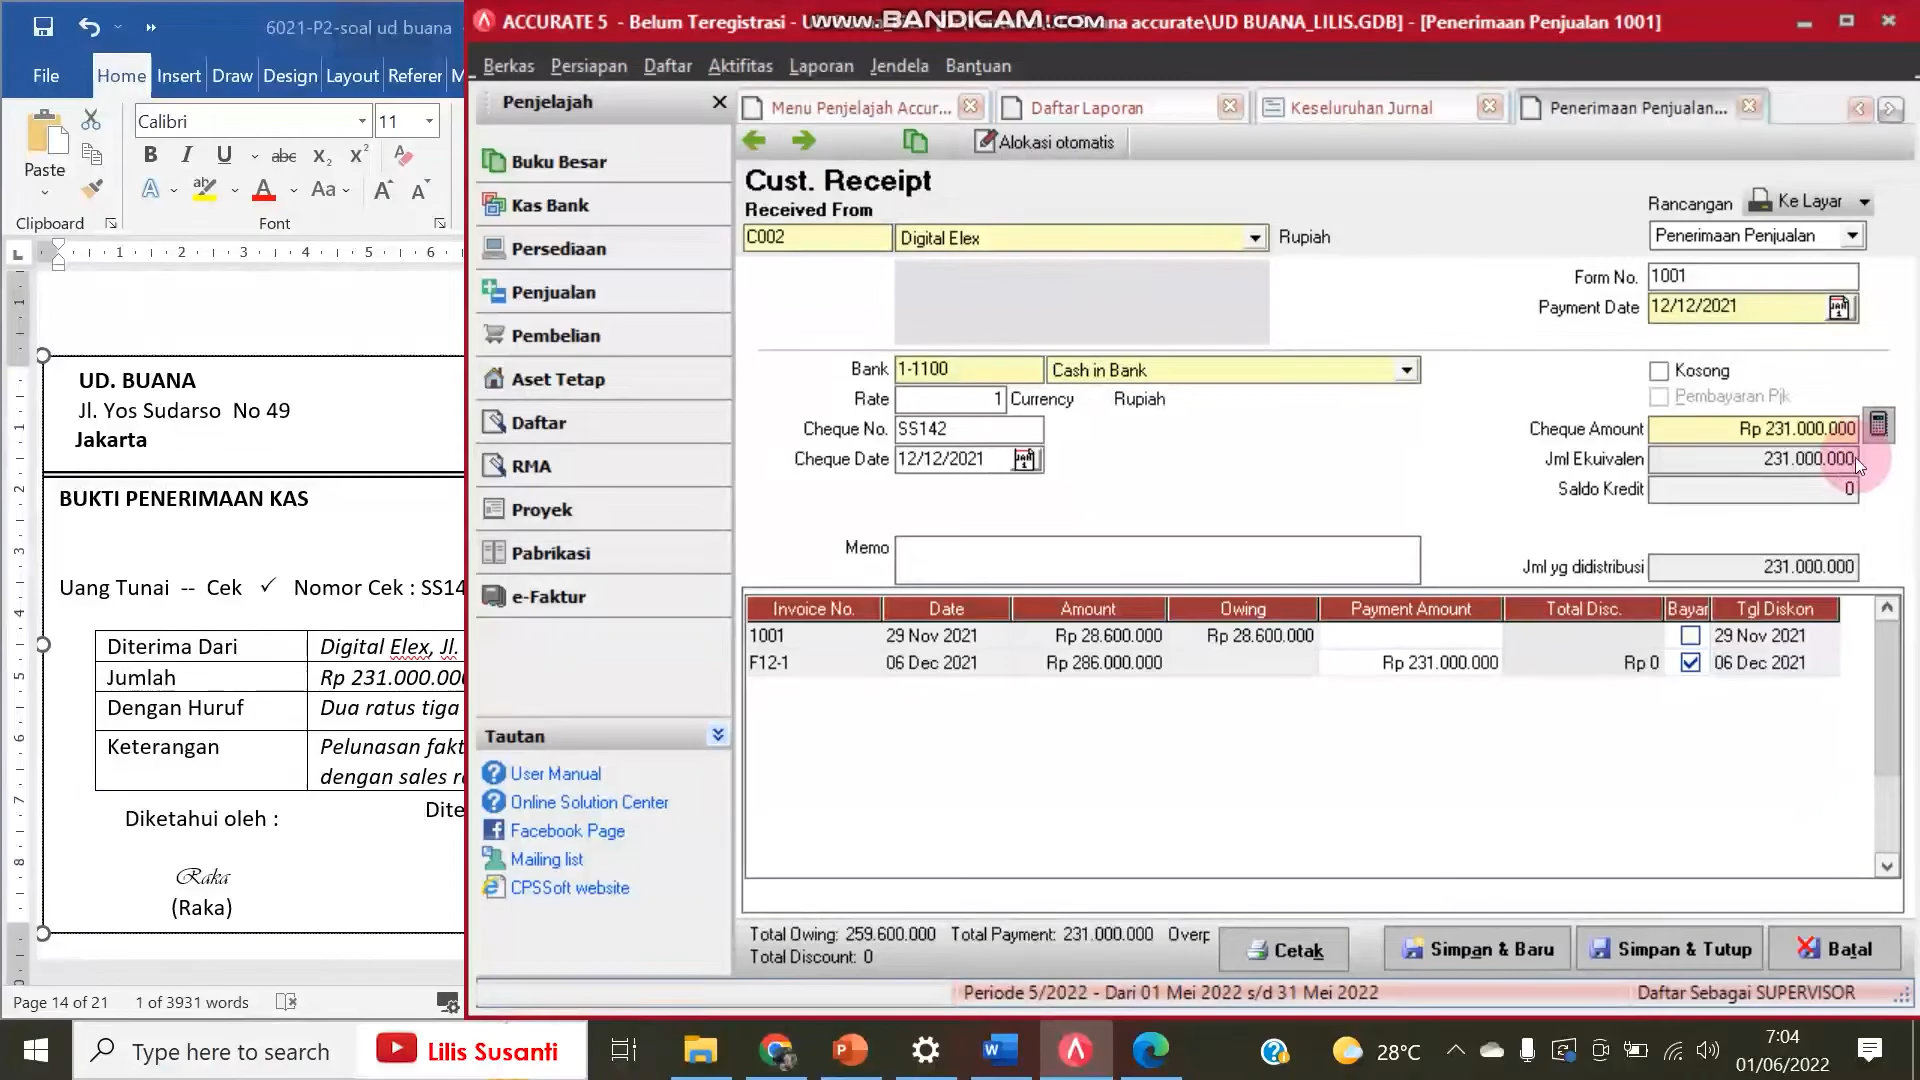 6021-P2-soal ud buana
File Home Insert Draw Design Layout Referer M
Calibri 11
Paste
B I U abc X₂ X² 
A A Aa A A
Clipboard Font
1 2 3 4 5 6
UD. BUANA
Jl. Yos Sudarso No 49
Jakarta
BUKTI PENERIMAAN KAS
Uang Tunai -- Cek ✓ Nomor Cek : SS14
Diterima Dari Digital Elex, Jl.
Jumlah Rp 231.000.000
Dengan Huruf Dua ratus tiga
Keterangan Pelunasan fakt
dengan sales r
Diketahui oleh : Dite
Raka
(Raka)
Page 14 of 21 1 of 3931 words
ACCURATE 5 - Belum Teregistrasi - U
www.BANDICAM.com
na accurate\UD BUANA_LILIS.GDB] - [Penerimaan Penjualan 1001]
Berkas Persiapan Daftar Aktifitas Laporan Jendela Bantuan
Penjelajah
Buku Besar
Kas Bank
Persediaan
Penjualan
Pembelian
Aset Tetap
Daftar
RMA
Proyek
Pabrikasi
e-Faktur
Tautan
User Manual
Online Solution Center
Facebook Page
Mailing list
CPSSoft website
Menu Penjelajah Accur... Daftar Laporan Keseluruhan Jurnal Penerimaan Penjualan...
Alokasi otomatis
Cust. Receipt
Received From
C002 Digital Elex Rupiah
Rancangan Ke Layar
Penerimaan Penjualan
Form No. 1001
Payment Date 12/12/2021
Bank 1-1100 Cash in Bank
Rate 1 Currency Rupiah
Cheque No. SS142
Cheque Date 12/12/2021
Kosong
Pembayaran Pjk
Cheque Amount Rp 231.000.000
Jml Ekuivalen 231.000.000
Saldo Kredit 0
Memo
Jml yg didistribusi 231.000.000
Invoice No. Date Amount Owing Payment Amount Total Disc. Bayar Tgl Diskon
1001 29 Nov 2021 Rp 28.600.000 Rp 28.600.000 29 Nov 2021
F12-1 06 Dec 2021 Rp 286.000.000 Rp 231.000.000 Rp 0 06 Dec 2021
Total Owing: 259.600.000 Total Payment: 231.000.000 Overp
Total Discount: 0
Cetak Simpan & Baru Simpan & Tutup Batal
Periode 5/2022 - Dari 01 Mei 2022 s/d 31 Mei 2022 Daftar Sebagai SUPERVISOR
Type here to search
Lilis Susanti
28°C
7:04
01/06/2022